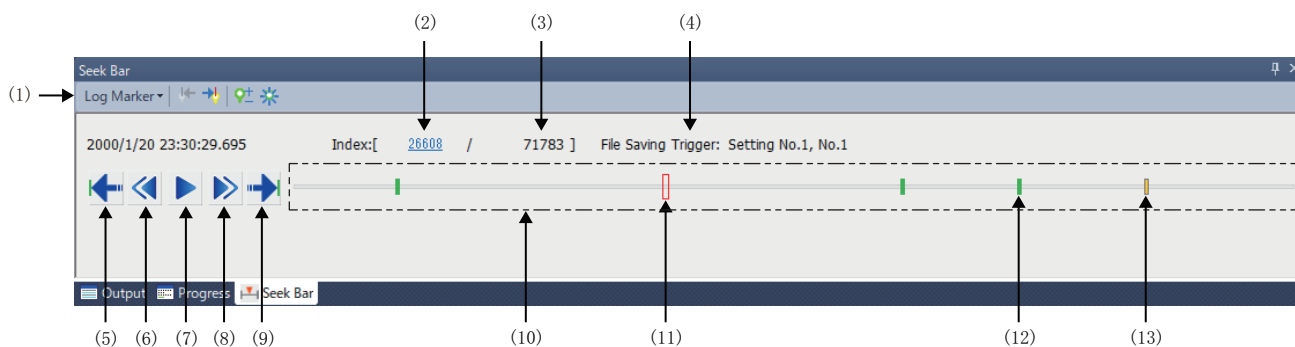 (2) (3) (4)
Seek Bar
(1) Log Marker
2000/1/20 23:30:29.695 Index:[ 26608 / 71783 ] File Saving Trigger: Setting No.1, No.1
Output Progress Seek Bar
(5) (6) (7) (8) (9) (10) (11) (12) (13)